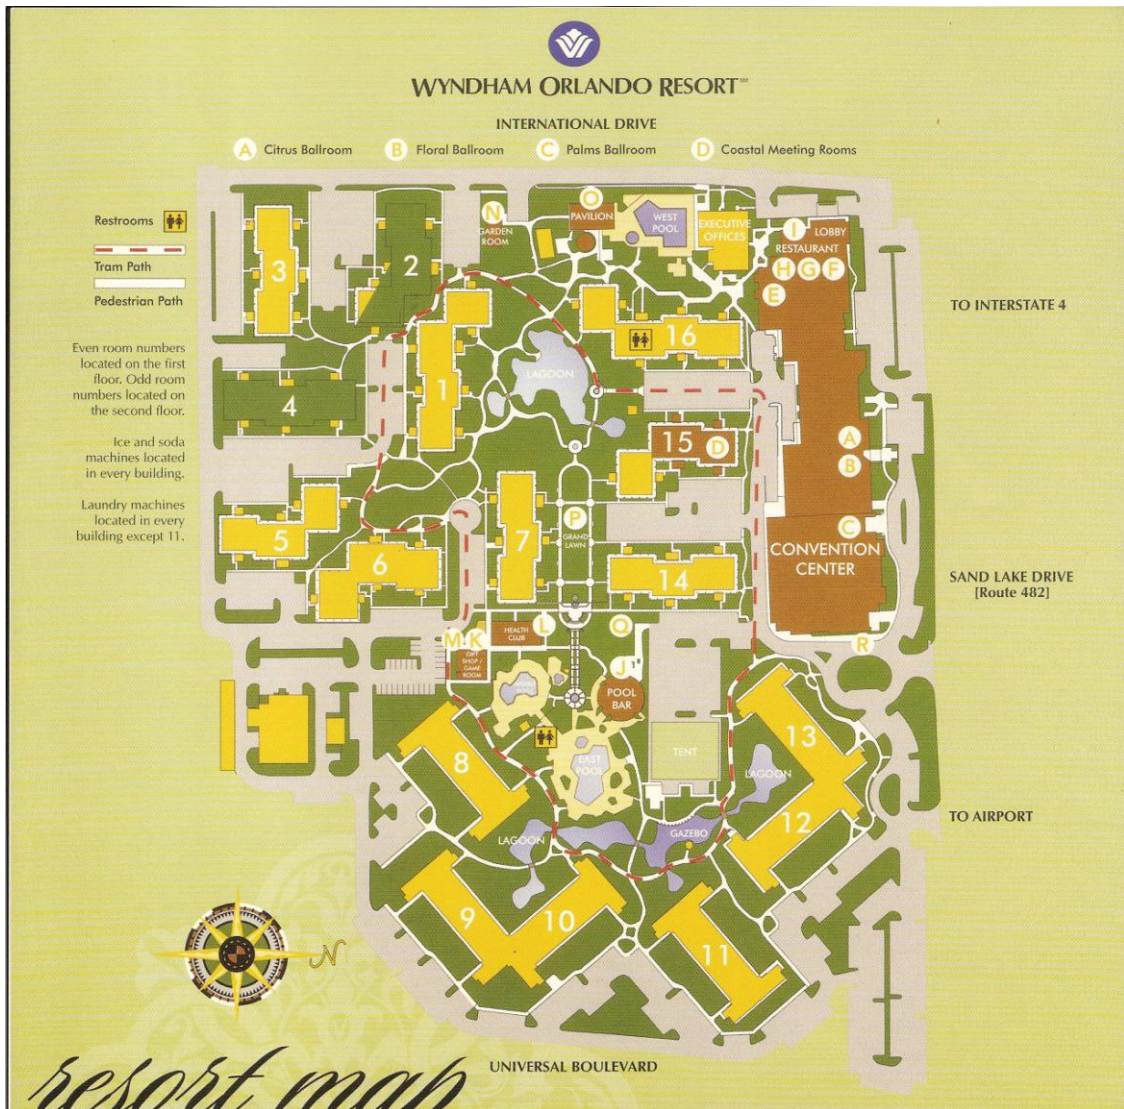 WYNDHAM ORLANDO RESORT℠
INTERNATIONAL DRIVE
A Citrus Ballroom B Floral Ballroom C Palms Ballroom D Coastal Meeting Rooms
Restrooms
Tram Path
Pedestrian Path
Even room numbers
located on the first
floor. Odd room
numbers located on
the second floor.
Ice and soda
machines located
in every building.
Laundry machines
located in every
building except 11.
3
2
N
GARDEN
ROOM
O
PAVILION
WEST
POOL
EXECUTIVE
OFFICES
I
LOBBY
RESTAURANT
H G F
E
TO INTERSTATE 4
16
LAGOON
1
4
15
D
A
B
P
GRAND
LAWN
7
C
CONVENTION
CENTER
5
6
14
SAND LAKE DRIVE
[Route 482]
M K
HEALTH
CLUB
L
Q
R
GIFT
SHOP /
GAME
ROOM
J
POOL
BAR
8
EAST
POOL
TENT
13
LAGOON
12
TO AIRPORT
LAGOON
GAZEBO
9
10
11
N
UNIVERSAL BOULEVARD
resort map